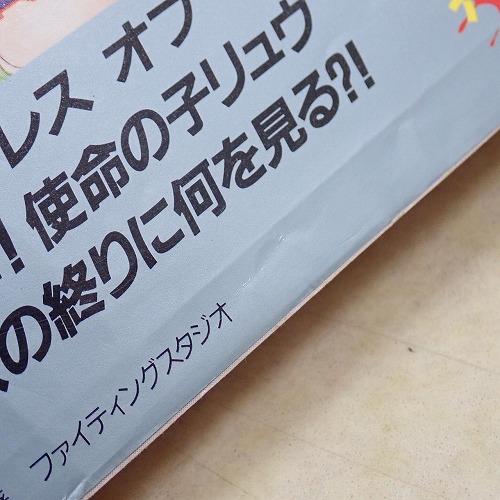 レス オブ
!! 使命の子リュウ
の終りに何を見る?!
ファイティングスタジオ